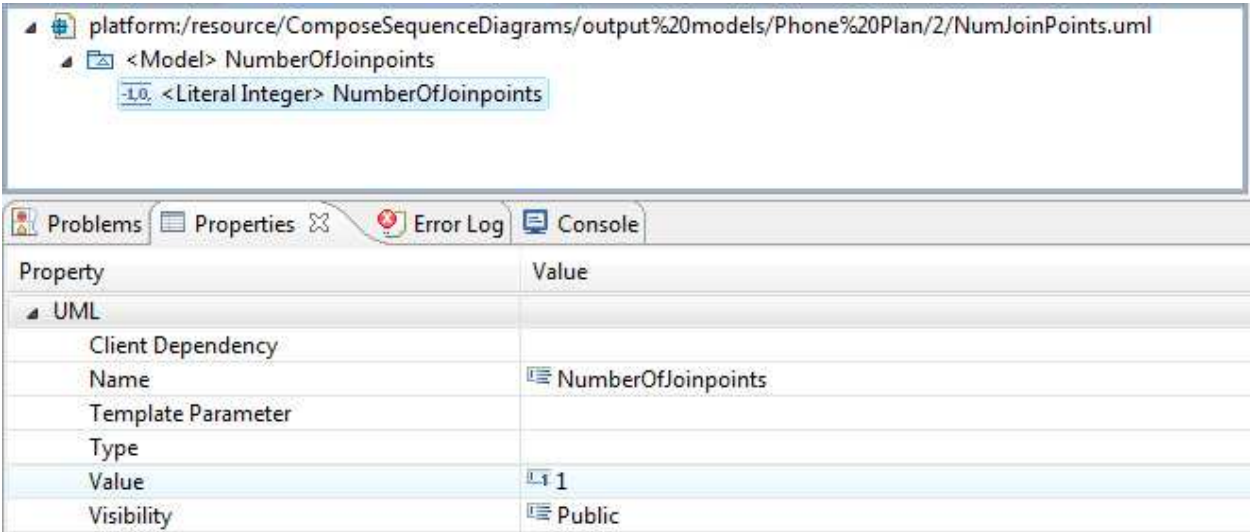 platform:/resource/ComposeSequenceDiagrams/output%20models/Phone%20Plan/2/NumJoinPoints.uml
<Model> NumberOfJoinpoints
-1,0, <Literal Integer> NumberOfJoinpoints
Problems Properties Error Log Console
Property Value
UML
Client Dependency
Name NumberOfJoinpoints
Template Parameter
Type
Value 1
Visibility Public